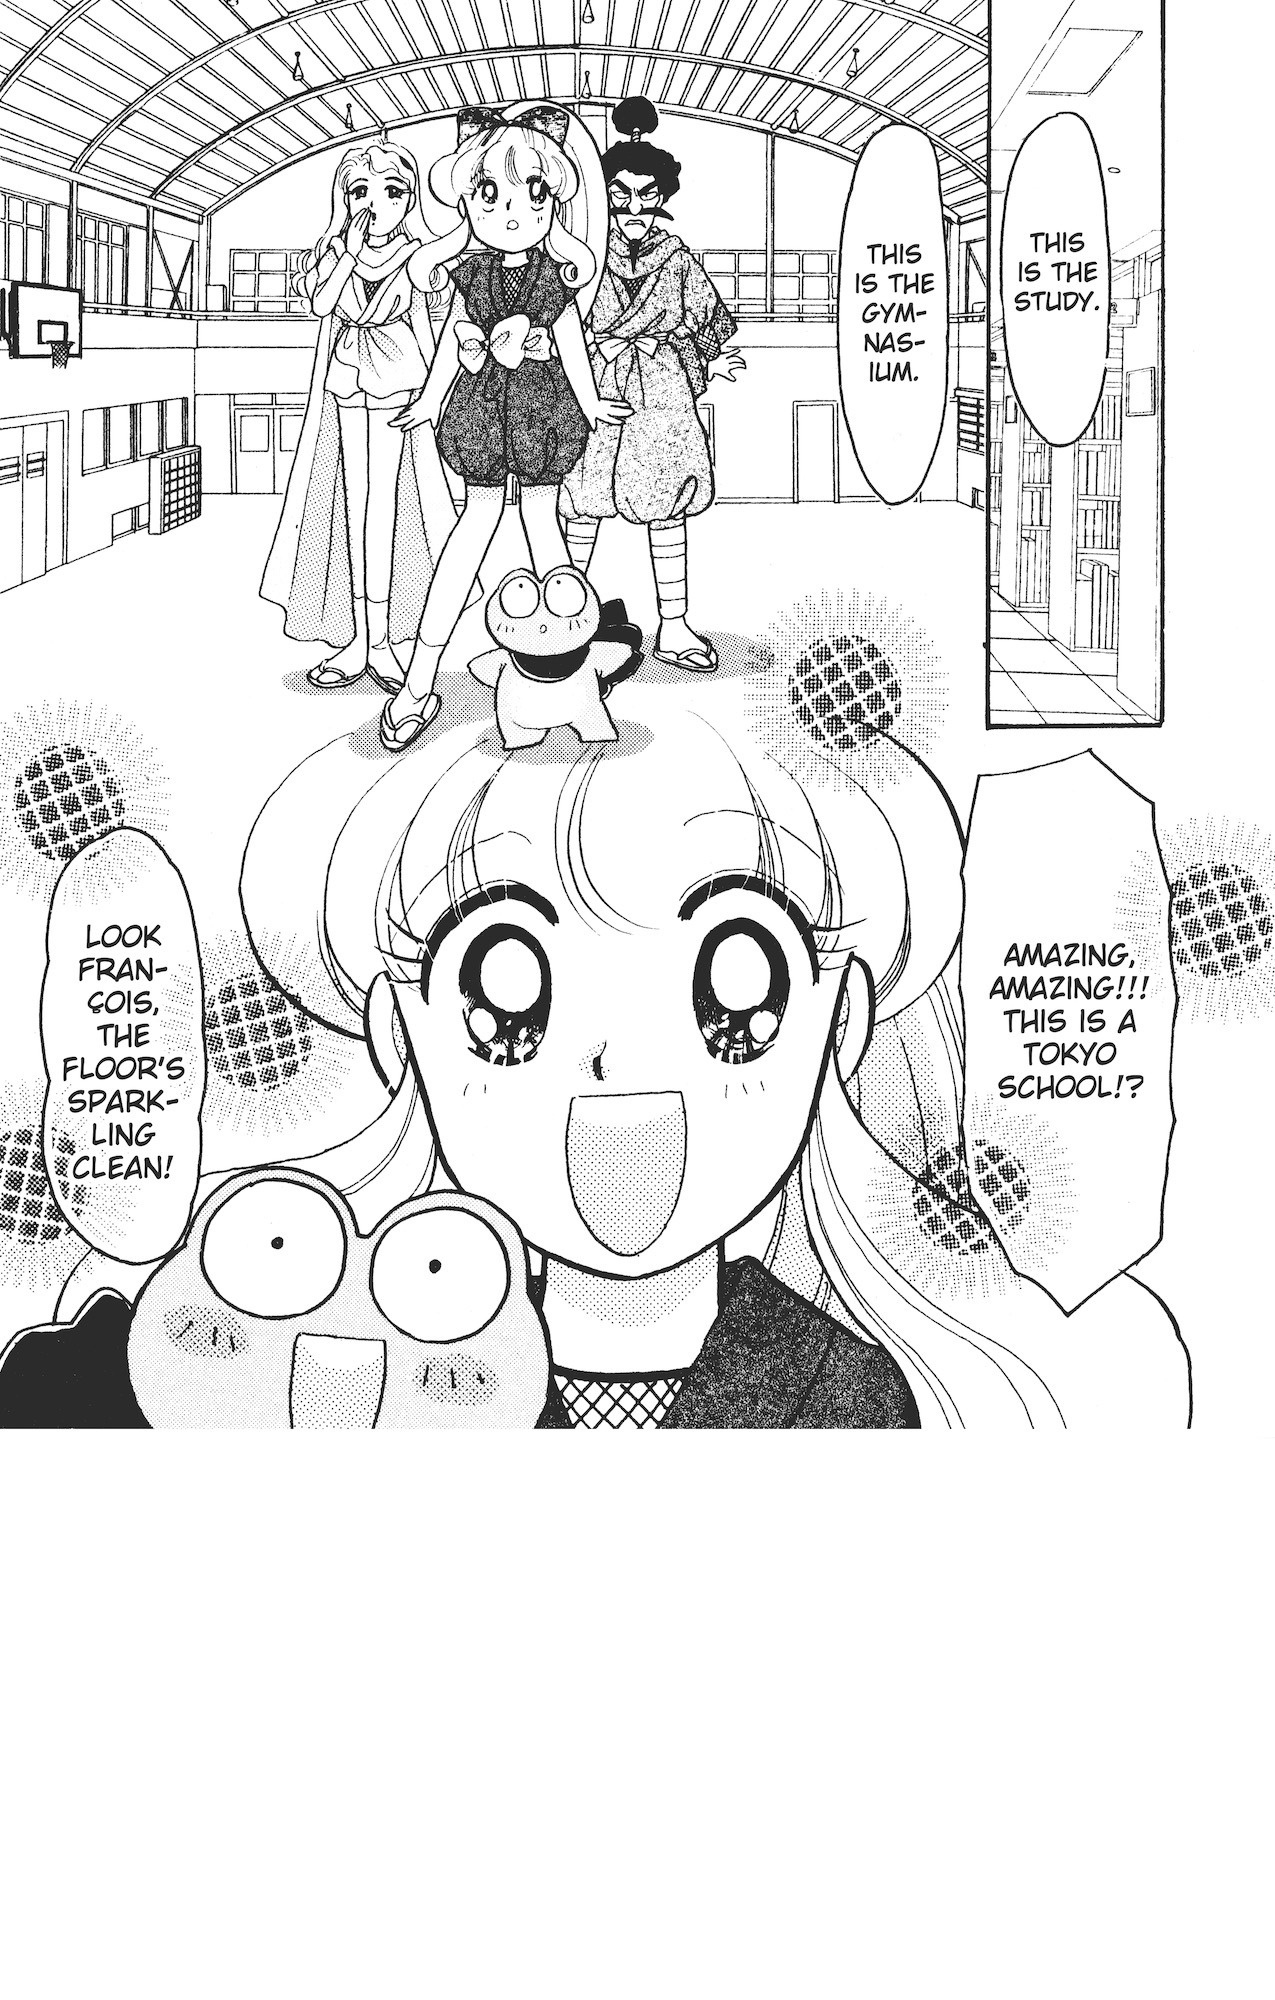 THIS
IS THE
STUDY.
THIS
IS THE
GYM-
NAS-
IUM.
AMAZING,
AMAZING!!!
THIS IS A
TOKYO
SCHOOL!?
LOOK
FRAN-
ÇOIS,
THE
FLOOR'S
SPARK-
LING
CLEAN!